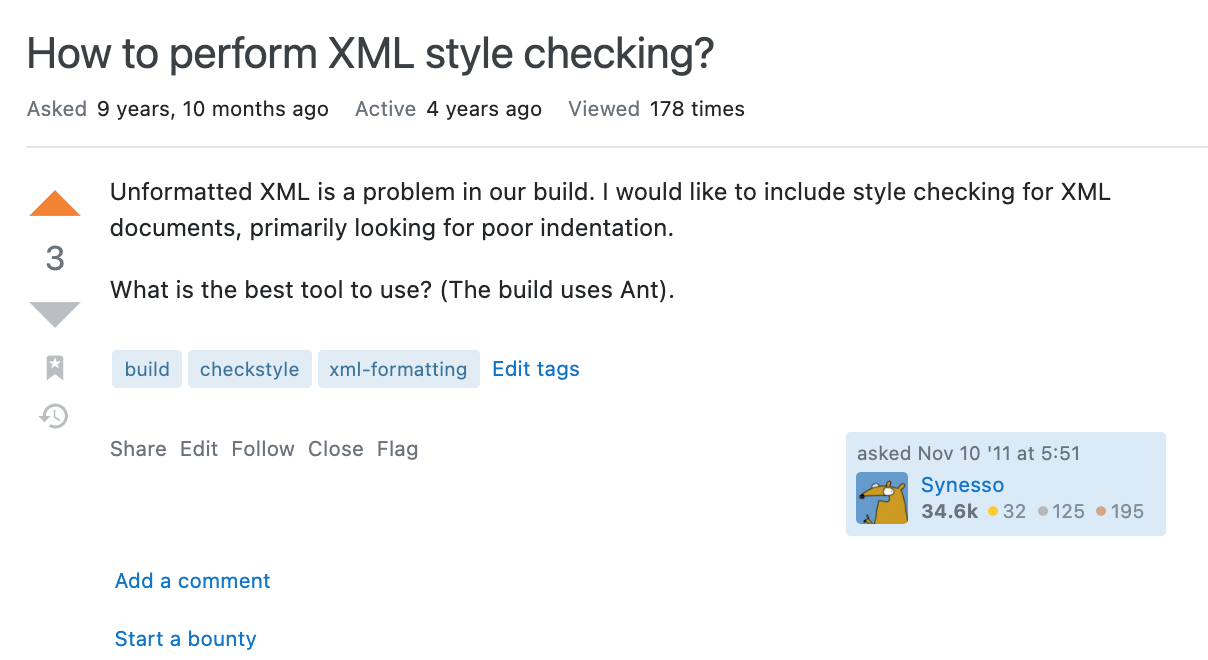 How to perform XML style checking?
Asked 9 years, 10 months ago Active 4 years ago Viewed 178 times
Unformatted XML is a problem in our build. I would like to include style checking for XML
documents, primarily looking for poor indentation.
3
What is the best tool to use? (The build uses Ant).
build checkstyle xml-formatting Edit tags
Share Edit Follow Close Flag
asked Nov 10 '11 at 5:51
Synesso
34.6k 32 125 195
Add a comment
Start a bounty